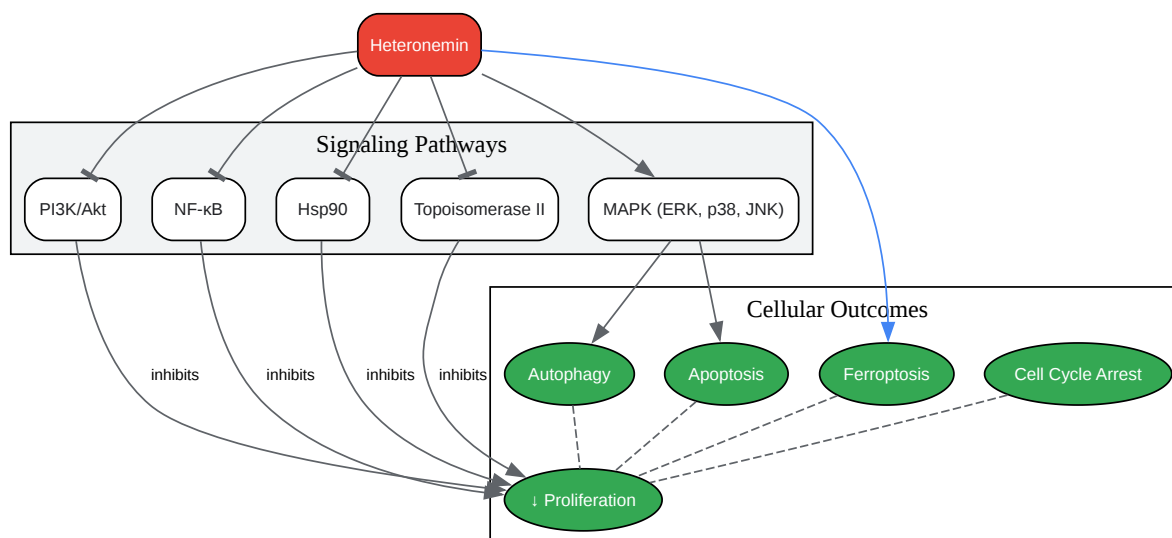 Heteronemin
Signaling Pathways
PI3K/Akt
NF-κB
Hsp90
Topoisomerase II
MAPK (ERK, p38, JNK)
Cellular Outcomes
Autophagy
Apoptosis
Ferroptosis
Cell Cycle Arrest
inhibits
inhibits
inhibits
inhibits
↓ Proliferation